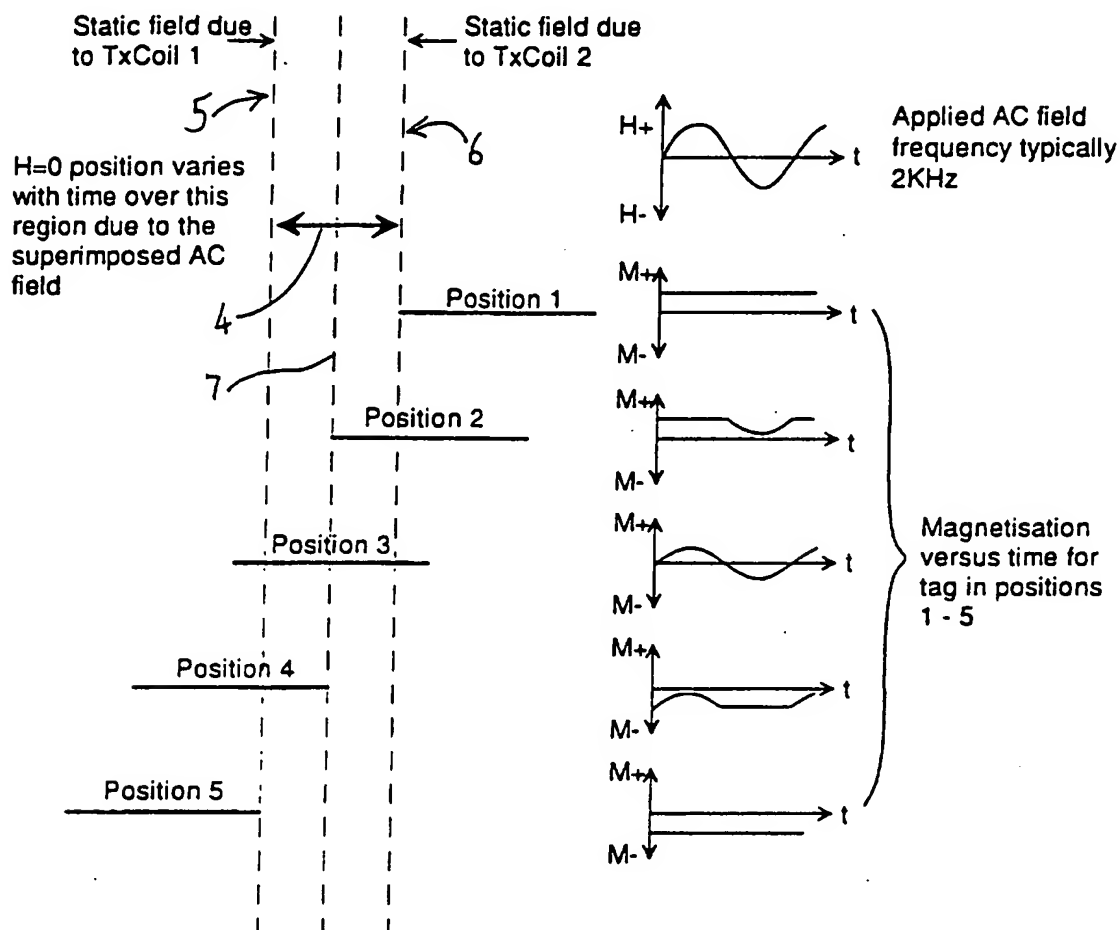 Static field due
to TxCoil 1
Static field due
to TxCoil 2
5
6
H=0 position varies
with time over this
region due to the
superimposed AC
field
4
7
H+
H-
t
Applied AC field
frequency typically
2KHz
Position 1
M+
M-
t
Position 2
M+
M-
t
Position 3
M+
M-
t
Position 4
M+
M-
t
Position 5
M+
M-
t
Magnetisation
versus time for
tag in positions
1 - 5